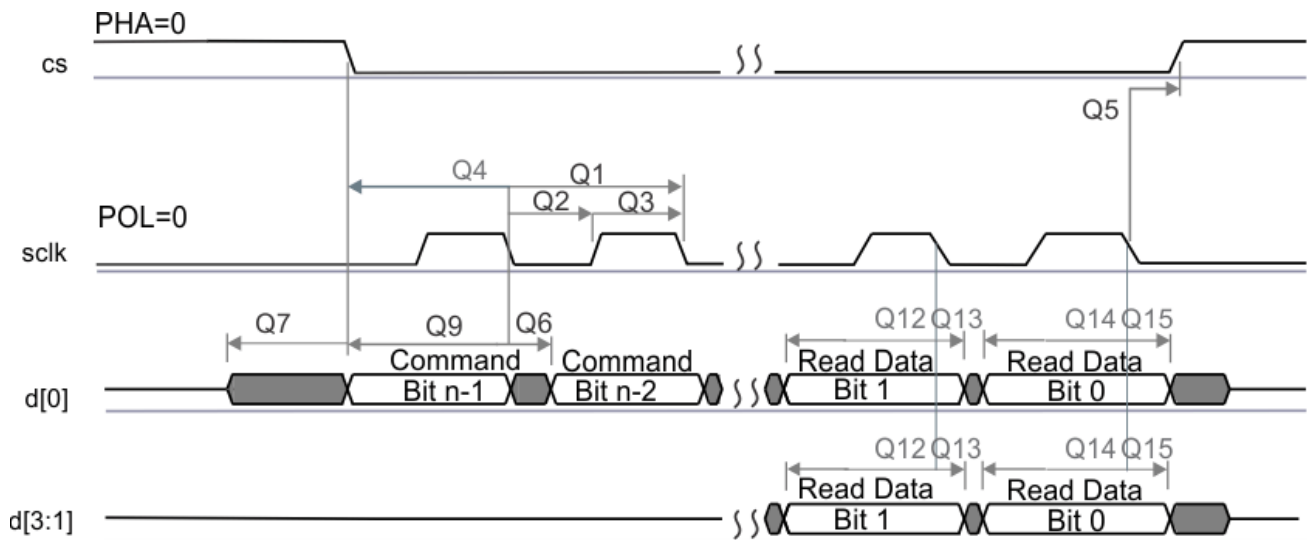 PHA=0
cs
Q5
Q4 Q1
Q2 Q3
POL=0
sclk
Q7 Q9 Q6 Q12 Q13 Q14 Q15
Command Command Read Data Read Data
d[0] Bit n-1 Bit n-2 Bit 1 Bit 0
Q12 Q13 Q14 Q15
Read Data Read Data
d[3:1] Bit 1 Bit 0